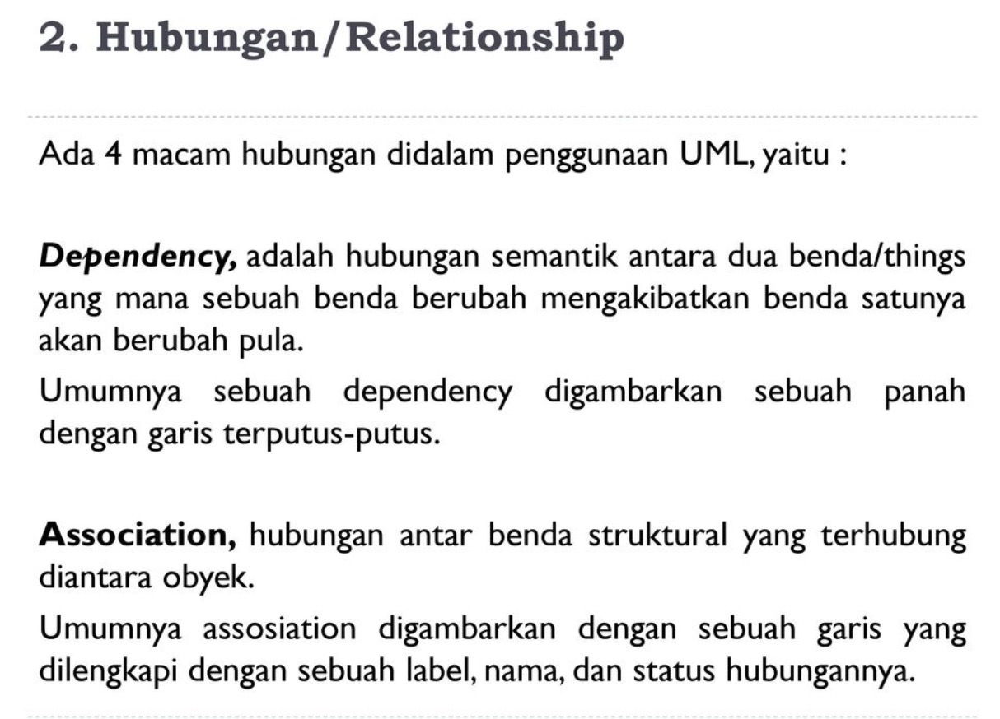 2. Hubungan/Relationship
Ada 4 macam hubungan didalam penggunaan UML, yaitu :
Dependency, adalah hubungan semantik antara dua benda/things
yang mana sebuah benda berubah mengakibatkan benda satunya
akan berubah pula.
Umumnya sebuah dependency digambarkan sebuah panah
dengan garis terputus-putus.
Association, hubungan antar benda struktural yang terhubung
diantara obyek.
Umumnya assosiation digambarkan dengan sebuah garis yang
dilengkapi dengan sebuah label, nama, dan status hubungannya.